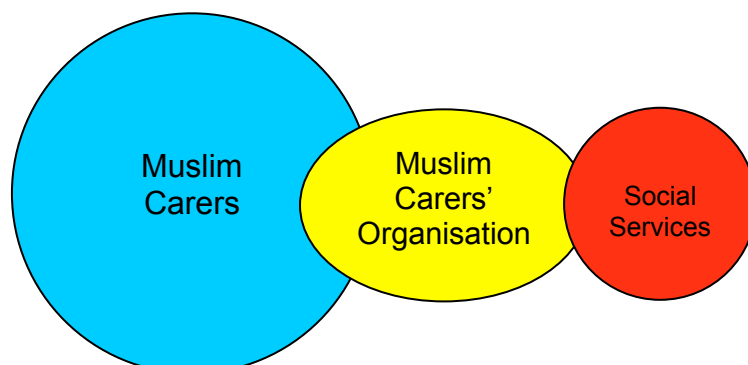 Muslim
Carers
Muslim
Carers’
Organisation
Social
Services